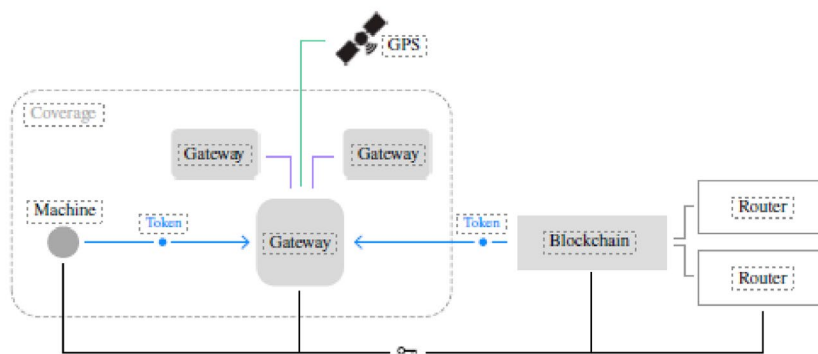 GPS
Coverage
Gateway
Gateway
Machine
Token
Gateway
Token
Blockchain
Router
Router